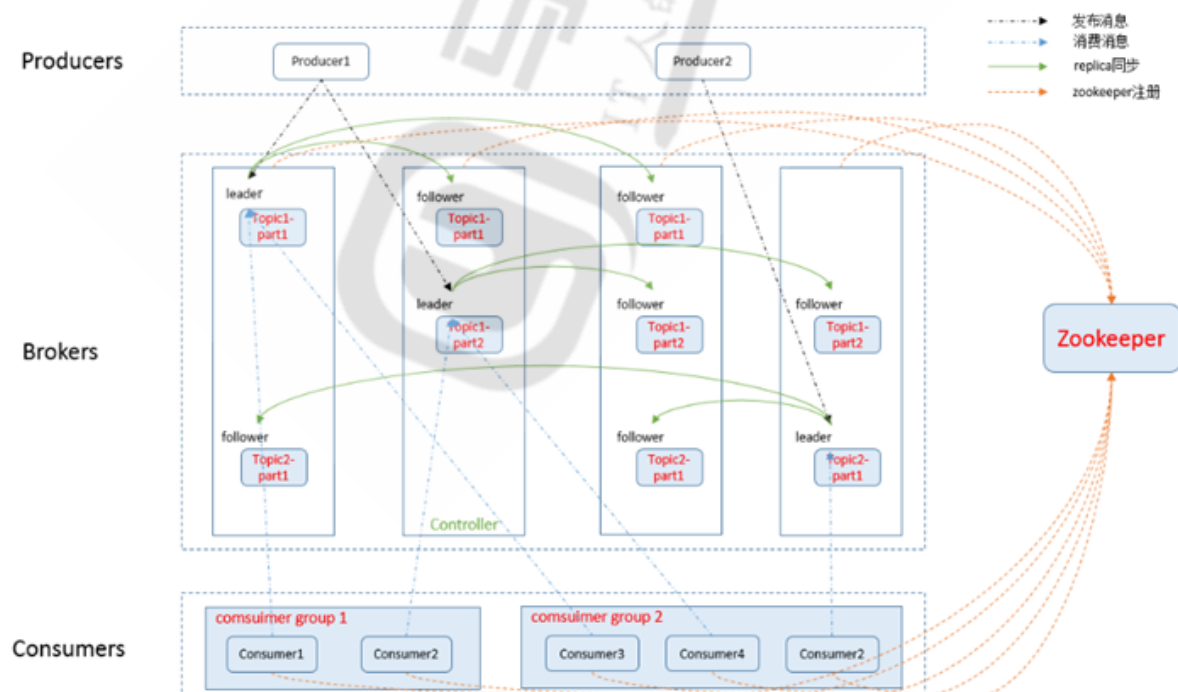 发布消息
消费消息
replica同步
zookeeper注册
Producers
Producer1
Producer2
Brokers
leader
Topic1-
part1
follower
Topic1-
part1
follower
Topic1-
part1
leader
Topic1-
part2
follower
Topic1-
part2
follower
Topic1-
part2
Zookeeper
follower
Topic2-
part1
follower
Topic2-
part1
leader
Topic2-
part1
Controller
Consumers
comsuimer group 1
Consumer1
Consumer2
comsuimer group 2
Consumer3
Consumer4
Consumer2
IT人